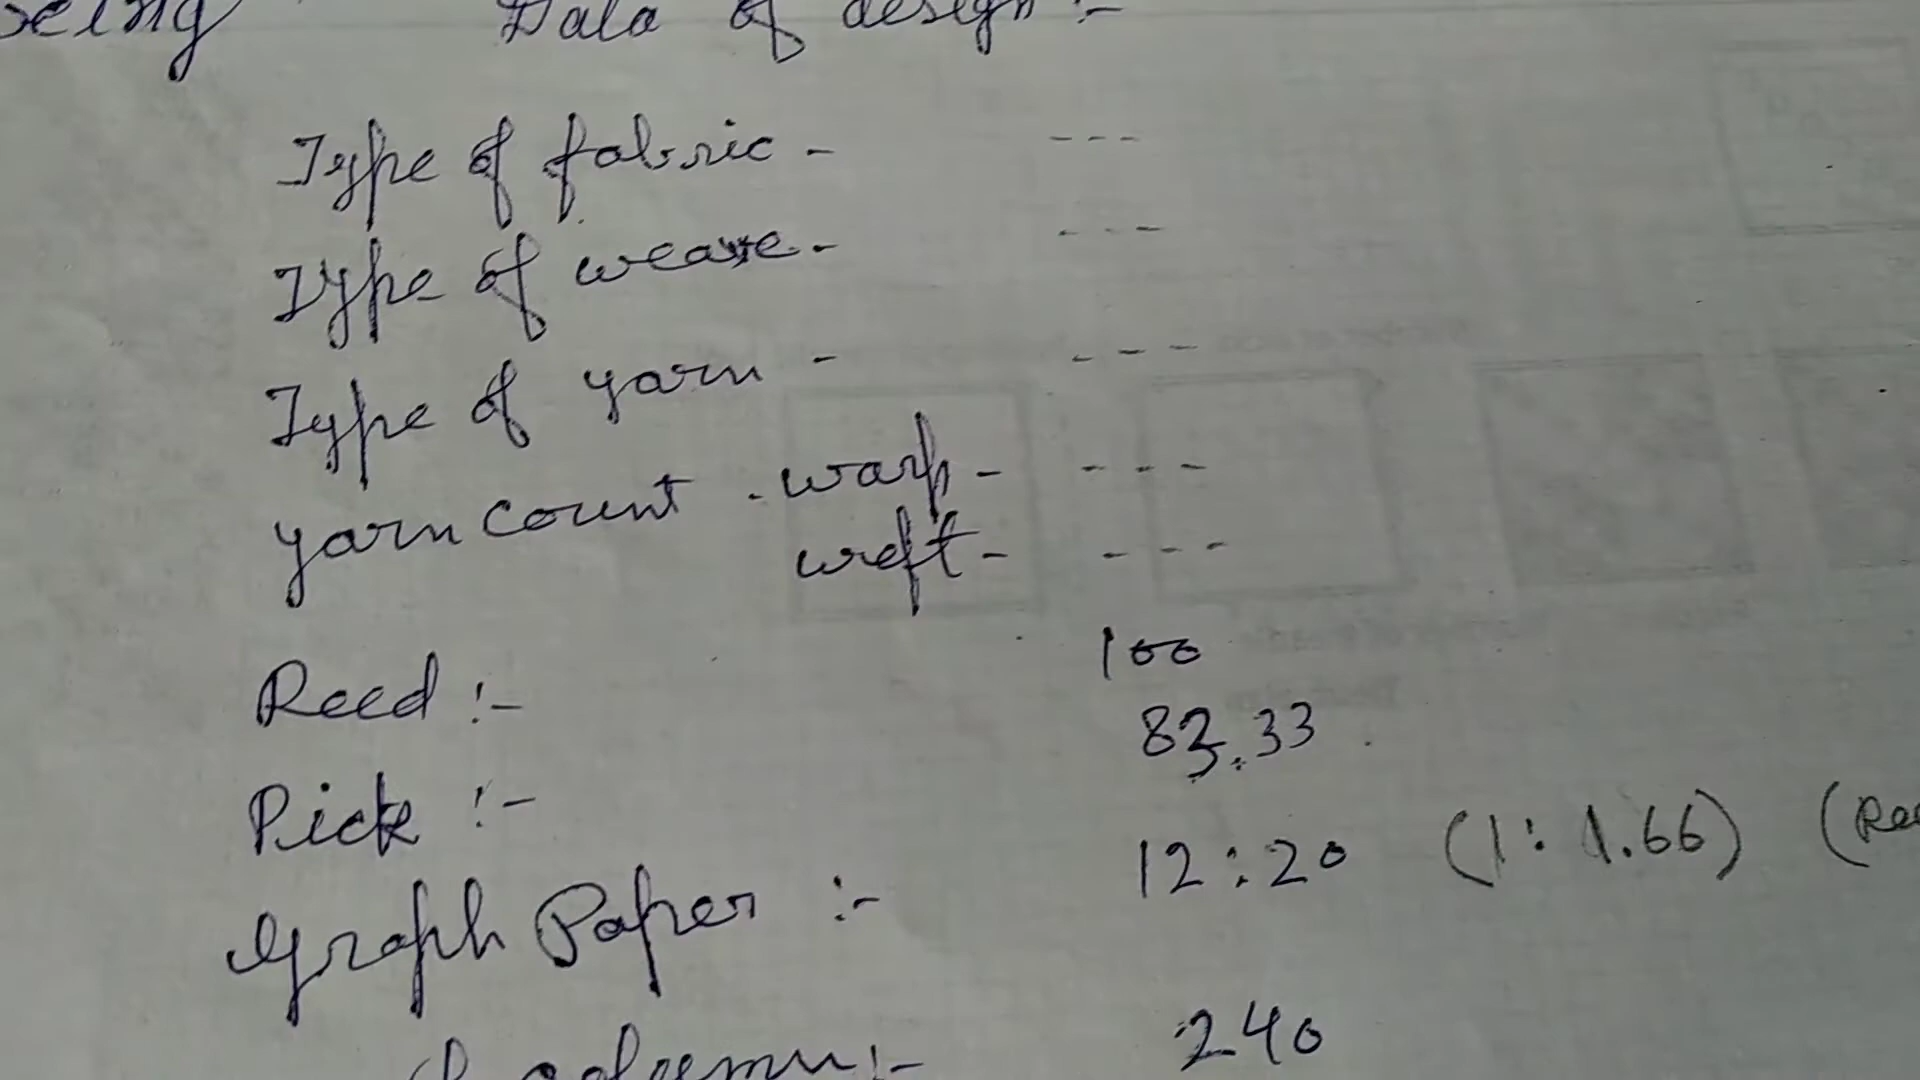 Data of design :-
Type of fabric - ---
Type of weave - ---
Type of yarn - ---
yarn count - warp - ---
weft - ---
Reed :- 100
Pick :- 83.33
Graph Paper :- 12:20 (1: 1.66)
240